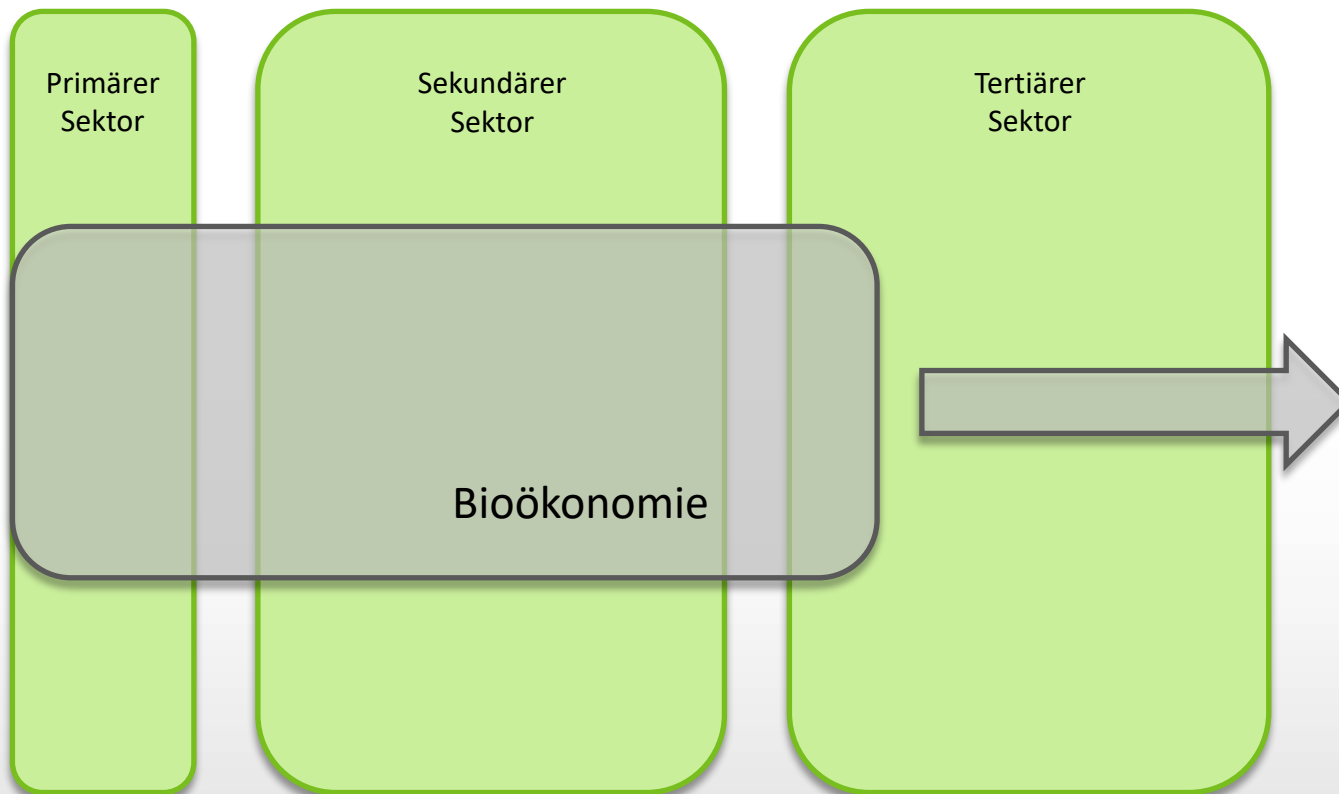 Primärer
Sektor
Sekundärer
Sektor
Tertiärer
Sektor
Bioökonomie